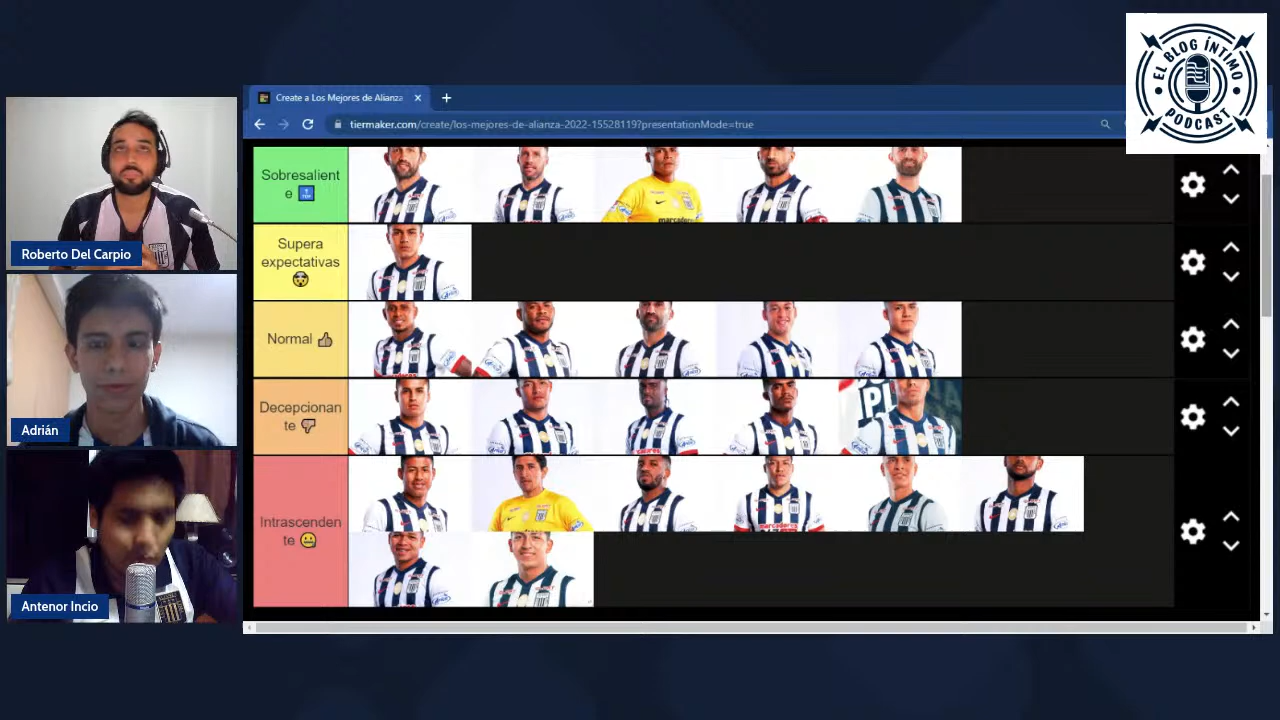 EL BLOG ÍNTIMO
PODCAST
Create a Los Mejores de Alianza
tiermaker.com/create/los-mejores-de-alianza-2022-15528119?presentationMode=true
Roberto Del Carpio
Adrián
Antenor Incio
Sobresalient
e
Supera
expectativas
Normal
Decepcionan
te
Intrascenden
te
PL